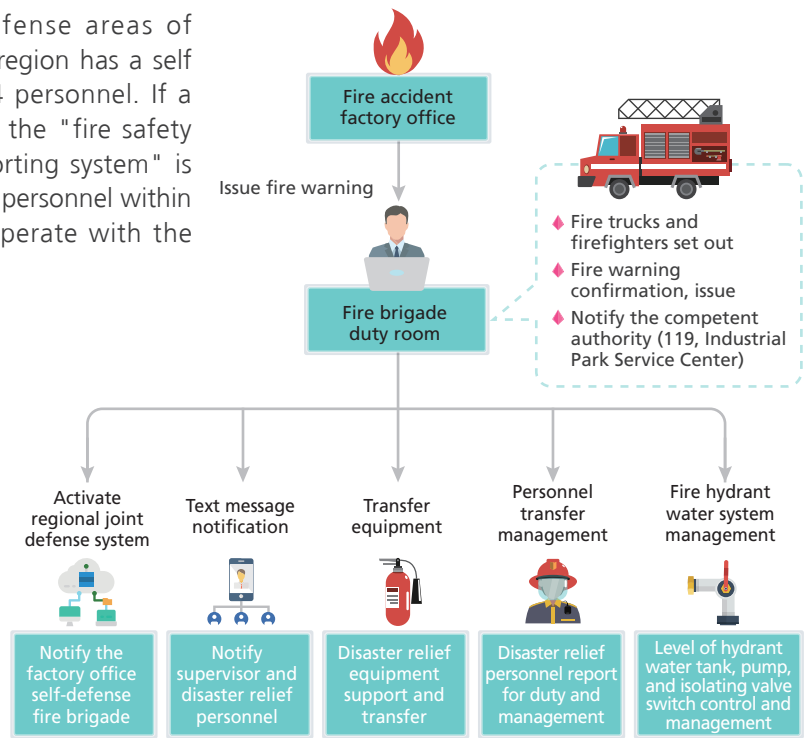 fense areas of
region has a self
4 personnel. If a
the "fire safety
orting system" is
personnel within
perate with the
Fire accident
factory office
Issue fire warning
Fire trucks and
firefighters set out
Fire warning
confirmation, issue
Notify the competent
authority (119, Industrial
Park Service Center)
Fire brigade
duty room
Activate
regional joint
defense system
Text message
notification
Transfer
equipment
Personnel
transfer
management
Fire hydrant
water system
management
Notify the
factory office
self-defense
fire brigade
Notify
supervisor and
disaster relief
personnel
Disaster relief
equipment
support and
transfer
Disaster relief
personnel report
for duty and
management
Level of hydrant
water tank, pump,
and isolating valve
switch control and
management